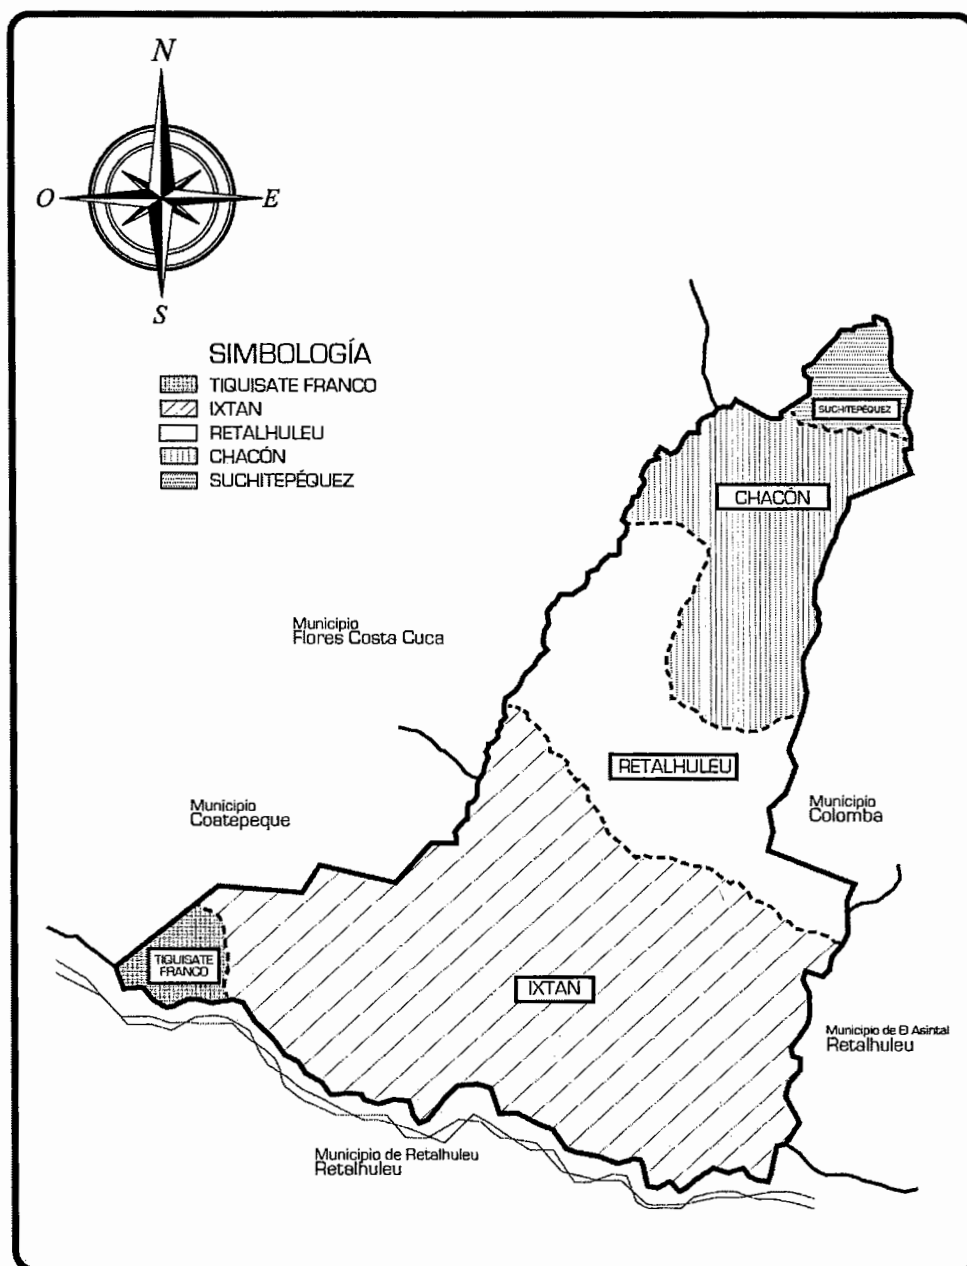 N
O
E
S
SIMBOLOGÍA
TIQUISATE FRANCO
IXTAN
RETALHULEU
CHACÓN
SUCHITEPÉQUEZ
SUCHITEPÉQUEZ
CHACÓN
Municipio
Flores Costa Cuca
RETALHULEU
Municipio
Coatepeque
Municipio
Colomba
TIQUISATE
FRANCO
IXTAN
Municipio de El Asintal
Retalhuleu
Municipio de Retalhuleu
Retalhuleu